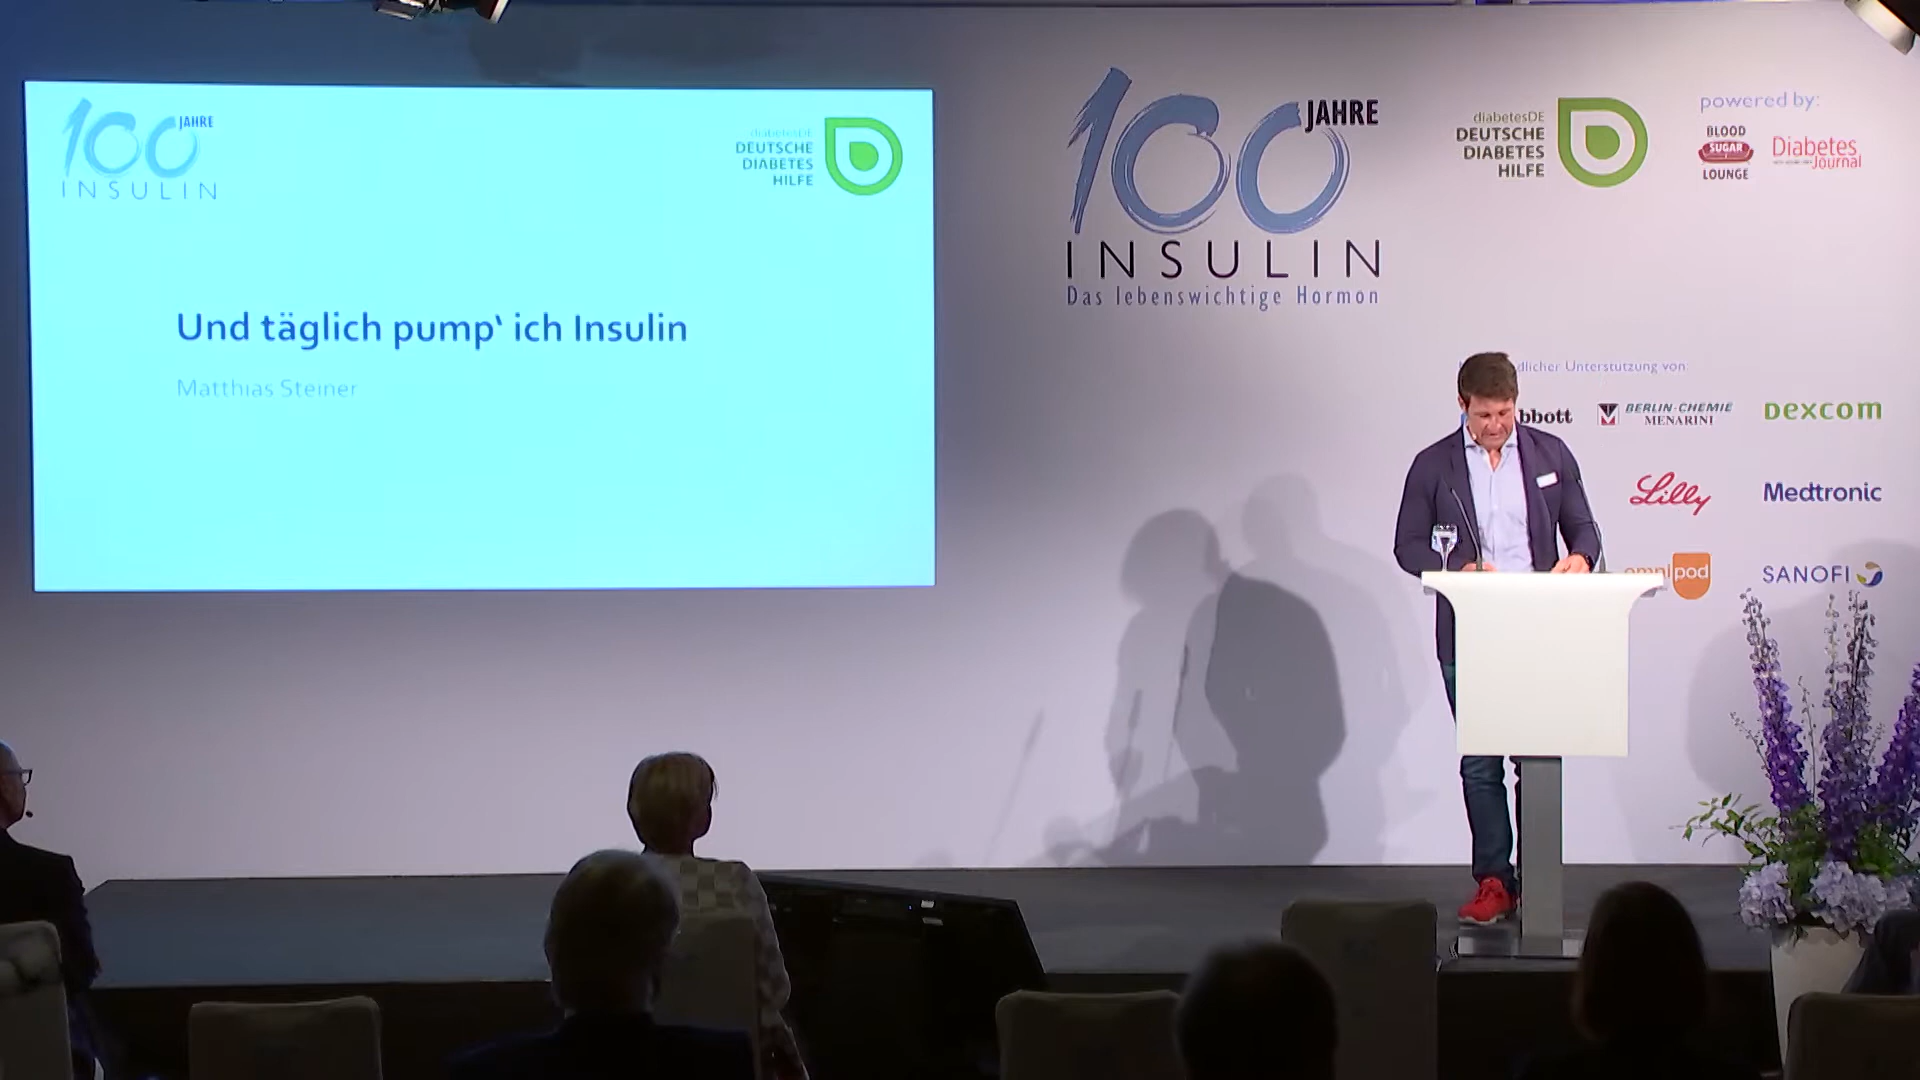 100 JAHRE
INSULIN
diabetesDE
DEUTSCHE
DIABETES
HILFE
Und täglich pump‘ ich Insulin
Matthias Steiner
100 JAHRE
INSULIN
Das lebenswichtige Hormon
diabetesDE
DEUTSCHE
DIABETES
HILFE
powered by:
BLOOD
SUGAR
LOUNGE
Diabetes
Journal
dlicher Unterstützung von:
bbott
BERLIN-CHEMIE
MENARINI
Dexcom
Lilly
Medtronic
omnipod
SANOFI